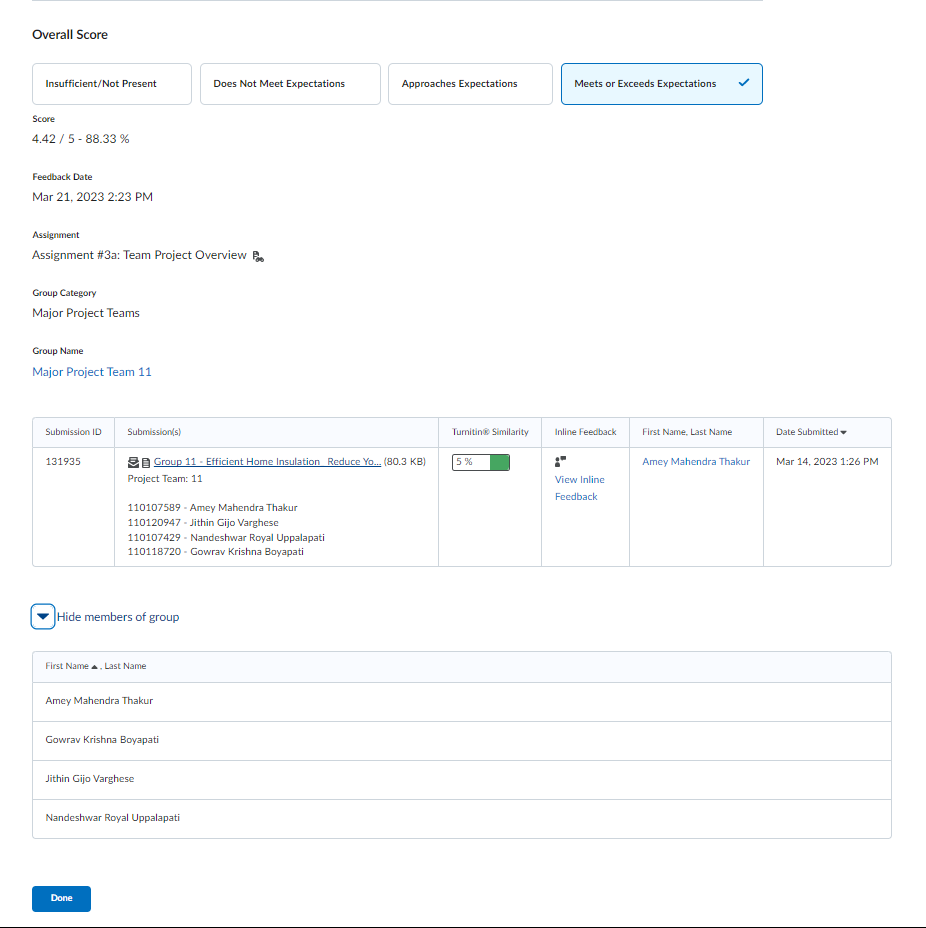 Overall Score
Insufficient/Not Present
Does Not Meet Expectations
Approaches Expectations
Meets or Exceeds Expectations
Score
4.42 / 5 - 88.33 %
Feedback Date
Mar 21, 2023 2:23 PM
Assignment
Assignment #3a: Team Project Overview
Group Category
Major Project Teams
Group Name
Major Project Team 11
Submission ID
Submission(s)
Turnitin® Similarity
Inline Feedback
First Name, Last Name
Date Submitted
131935
Group 11 - Efficient Home Insulation_ Reduce Yo... (80.3 KB)
Project Team: 11
110107589 - Amey Mahendra Thakur
110120947 - Jithin Gijo Varghese
110107429 - Nandeshwar Royal Uppalapati
110118720 - Gowrav Krishna Boyapati
5 %
View Inline
Feedback
Amey Mahendra Thakur
Mar 14, 2023 1:26 PM
Hide members of group
First Name , Last Name
Amey Mahendra Thakur
Gowrav Krishna Boyapati
Jithin Gijo Varghese
Nandeshwar Royal Uppalapati
Done